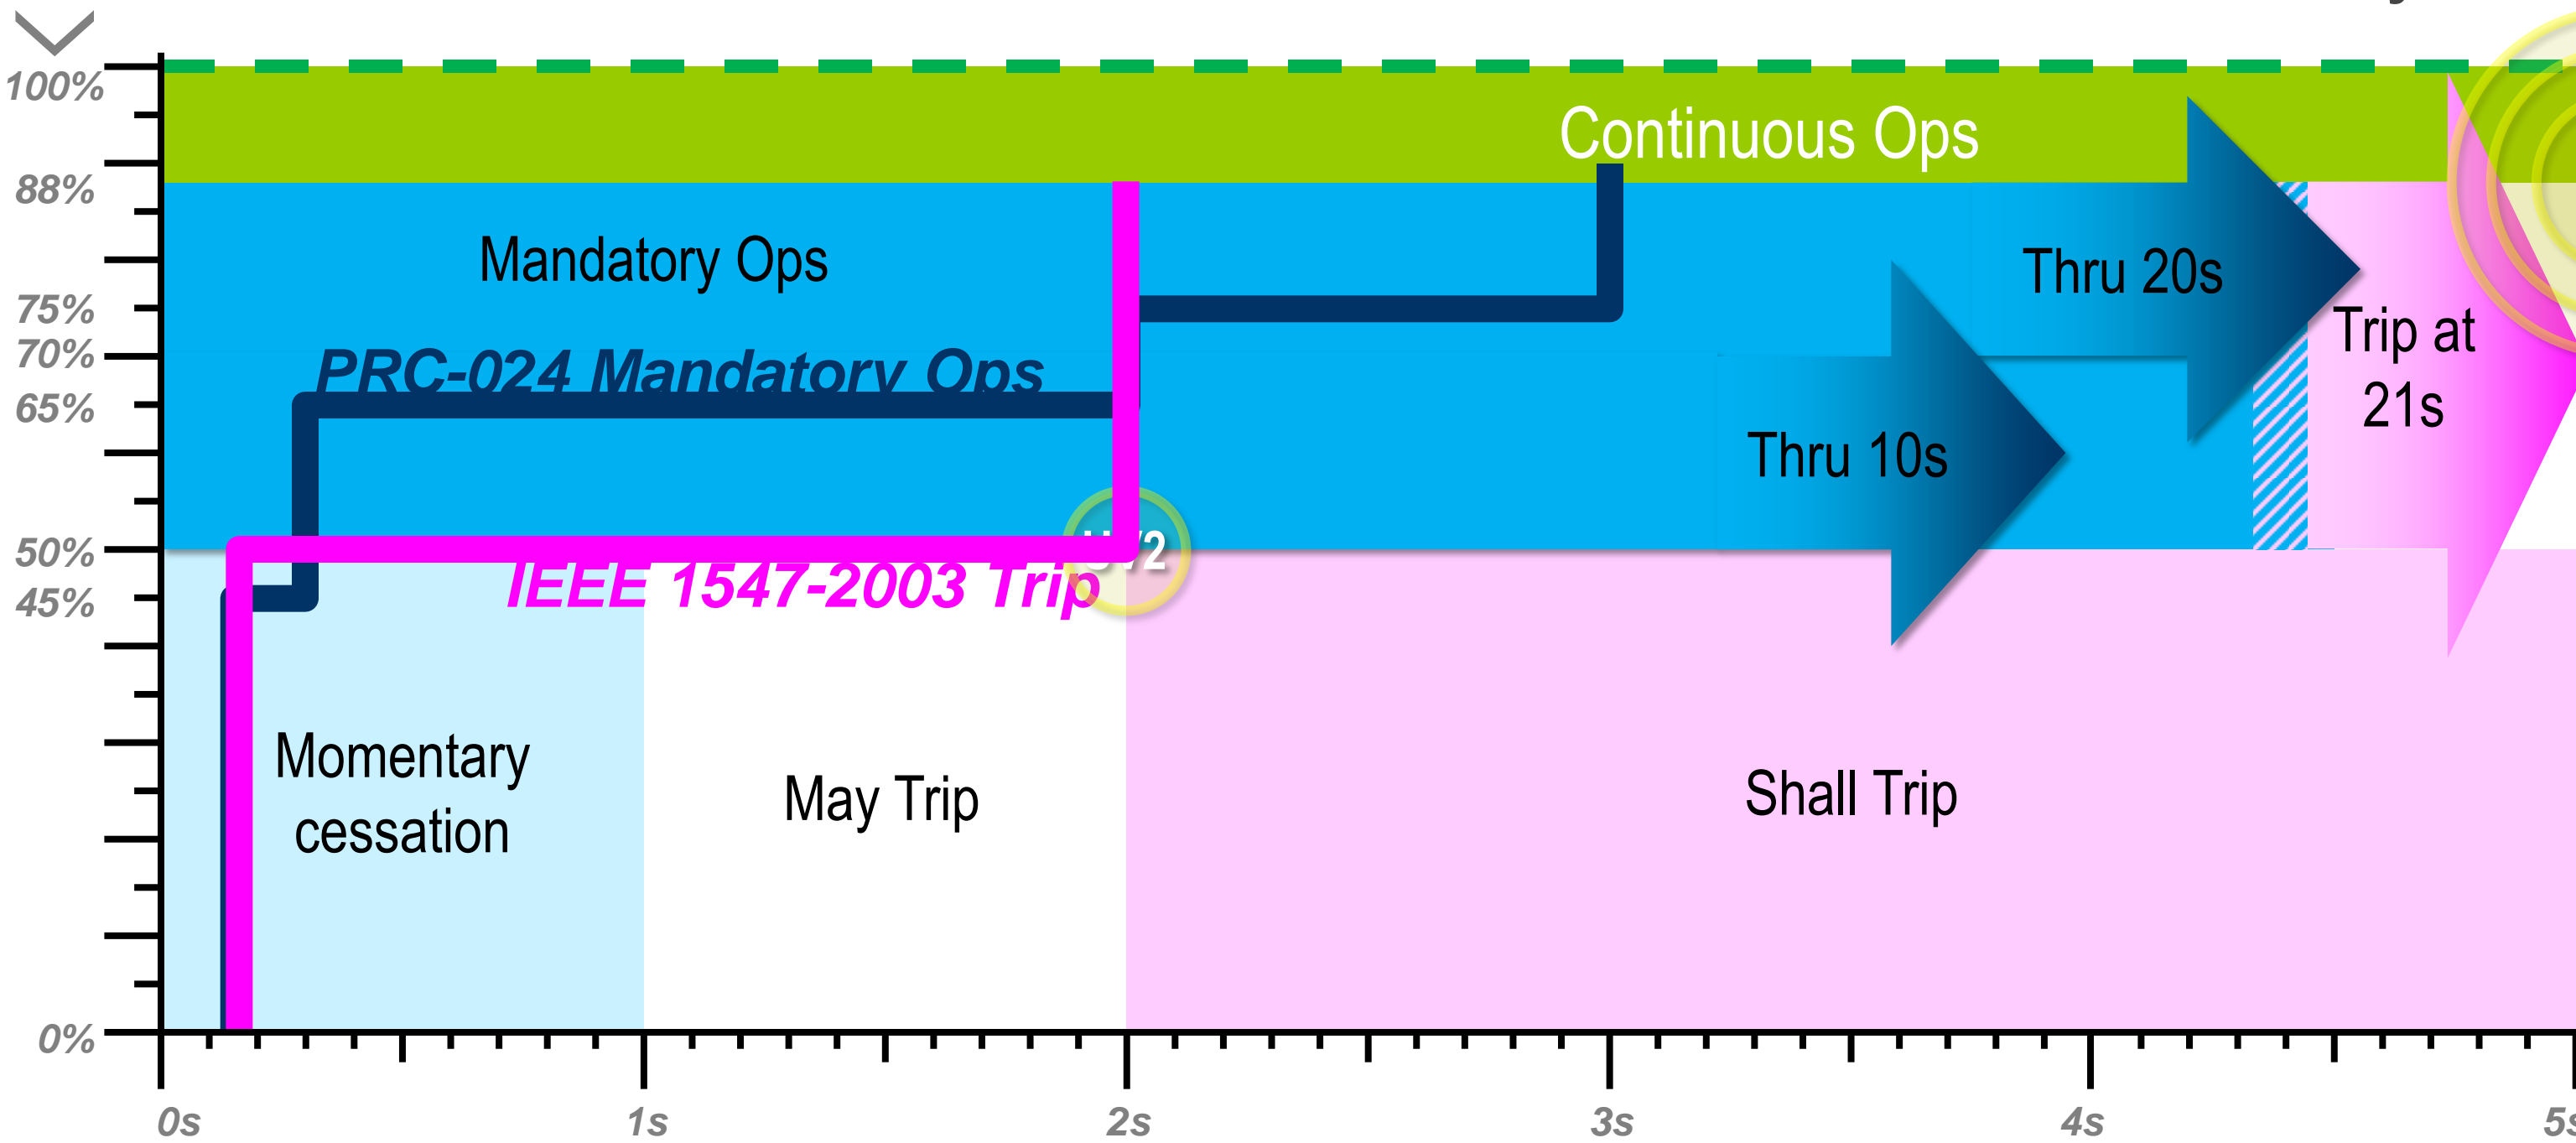 100%
Continuous Ops
88%
Mandatory Ops
Thru 20s
75%
Trip at
21s
70%
PRC-024 Mandatory Ops
65%
Thru 10s
50%
IEEE 1547-2003 Trip
45%
Momentary
cessation
May Trip
Shall Trip
0%
0s 1s 2s 3s 4s